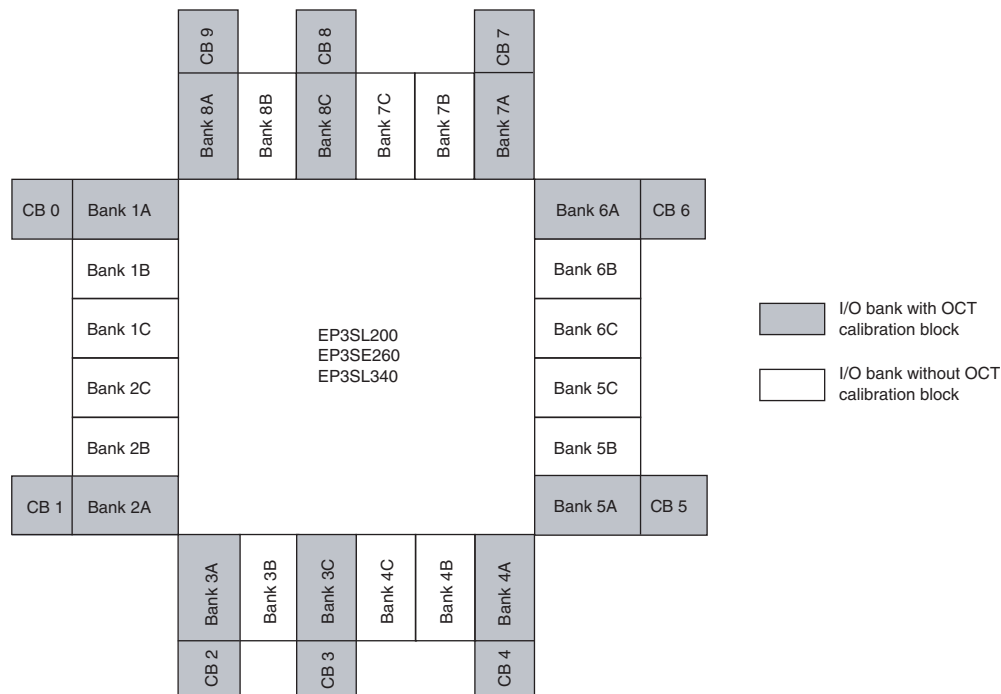 CB 9
CB 8
CB 7
Bank 8A
Bank 8B
Bank 8C
Bank 7C
Bank 7B
Bank 7A
CB 0
Bank 1A
Bank 6A
CB 6
Bank 1B
Bank 6B
Bank 1C
Bank 6C
EP3SL200
EP3SE260
EP3SL340
Bank 2C
Bank 5C
Bank 2B
Bank 5B
CB 1
Bank 2A
Bank 5A
CB 5
Bank 3A
Bank 3B
Bank 3C
Bank 4C
Bank 4B
Bank 4A
CB 2
CB 3
CB 4
I/O bank with OCT
calibration block
I/O bank without OCT
calibration block